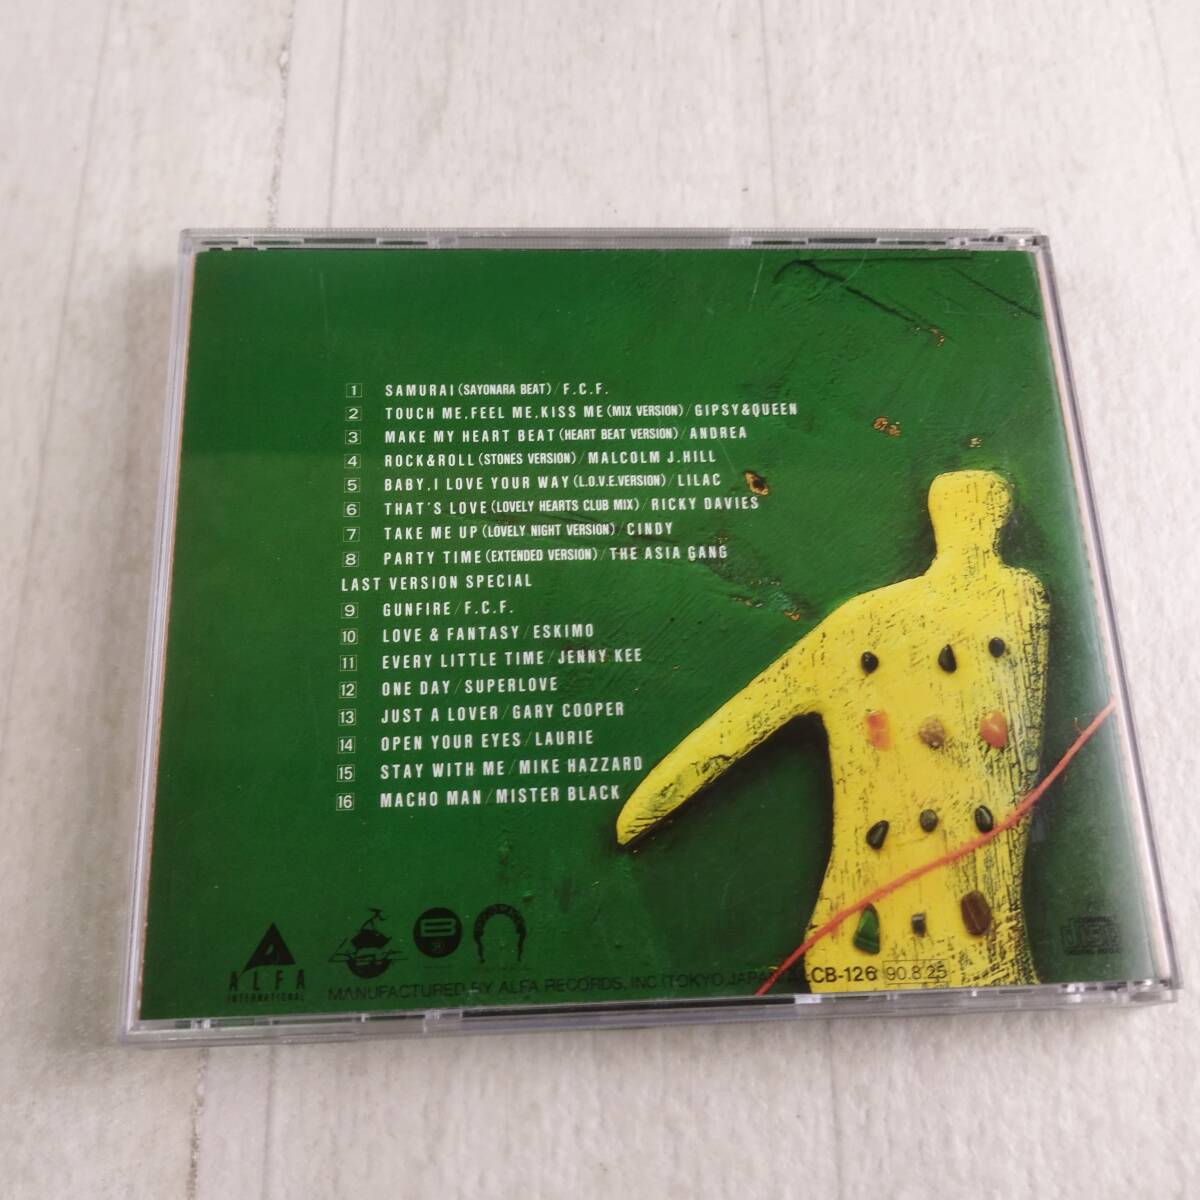 1 SAMURAI (SAYONARA BEAT) / F.C.F.
2 TOUCH ME, FEEL ME, KISS ME (MIX VERSION) / GIPSY&QUEEN
3 MAKE MY HEART BEAT (HEART BEAT VERSION) / ANDREA
4 ROCK&ROLL (STONES VERSION) / MALCOLM J.HILL
5 BABY, I LOVE YOUR WAY (L.O.V.E.VERSION) / LILAC
6 THAT'S LOVE (LOVELY HEARTS CLUB MIX) / RICKY DAVIES
7 TAKE ME UP (LOVELY NIGHT VERSION) / CINDY
8 PARTY TIME (EXTENDED VERSION) / THE ASIA GANG
LAST VERSION SPECIAL
9 GUNFIRE / F.C.F.
10 LOVE & FANTASY / ESKIMO
11 EVERY LITTLE TIME / JENNY KEE
12 ONE DAY / SUPERLOVE
13 JUST A LOVER / GARY COOPER
14 OPEN YOUR EYES / LAURIE
15 STAY WITH ME / MIKE HAZZARD
16 MACHO MAN / MISTER BLACK
ALFA
INTERNATIONAL
B
MANUFACTURED BY ALFA RECORDS, INC. (TOKYO, JAPAN) CB-126 90.8.25
COMPACT
disc
DIGITAL AUDIO